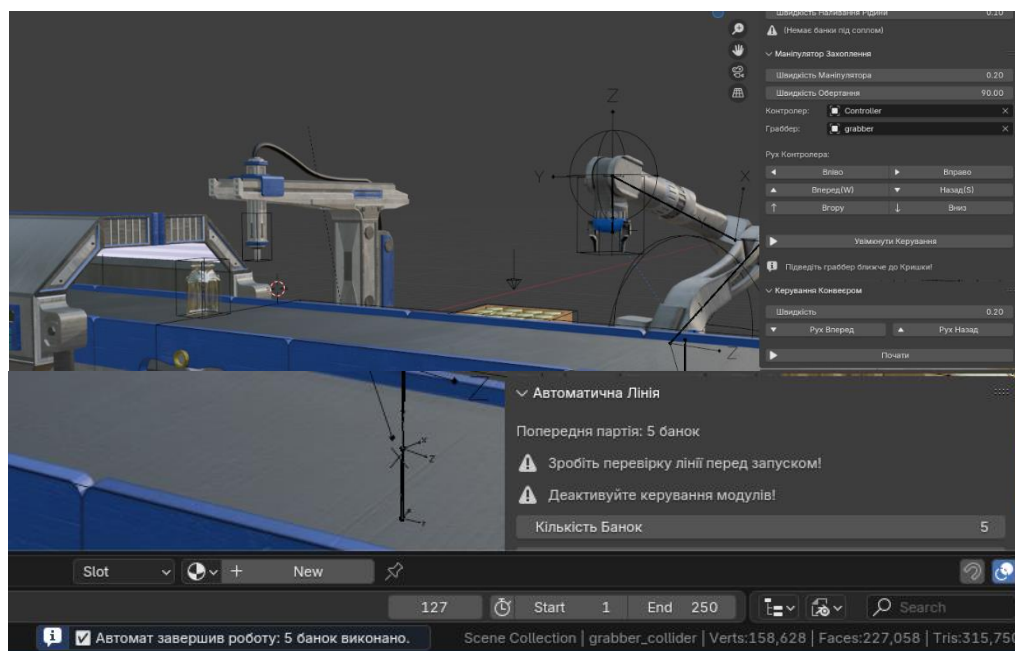 Швидкість Наливання Рідини 0.10
(Немає банки під соплом)
Маніпулятор Захоплення
Швидкість Маніпулятора 0.20
Швидкість Обертання 90.00
Контролер: Controller
Граббер: grabber
Рух Контролера:
Вліво Вправо
Вперед(W) Назад(S)
Вгору Вниз
Увімкнути Керування
Підведіть граббер ближче до Кришки!
Керування Конвеєром
Швидкість 0.20
Рух Вперед Рух Назад
Почати
Z
Y
X
Z
Z
X
Z
Автоматична Лінія
Попередня партія: 5 банок
Зробіть перевірку лінії перед запуском!
Деактивуйте керування модулів!
Кількість Банок 5
Slot New
127 Start 1 End 250 Search
Автомат завершив роботу: 5 банок виконано. Scene Collection | grabber_collider | Verts:158,628 | Faces:227,058 | Tris:315,750